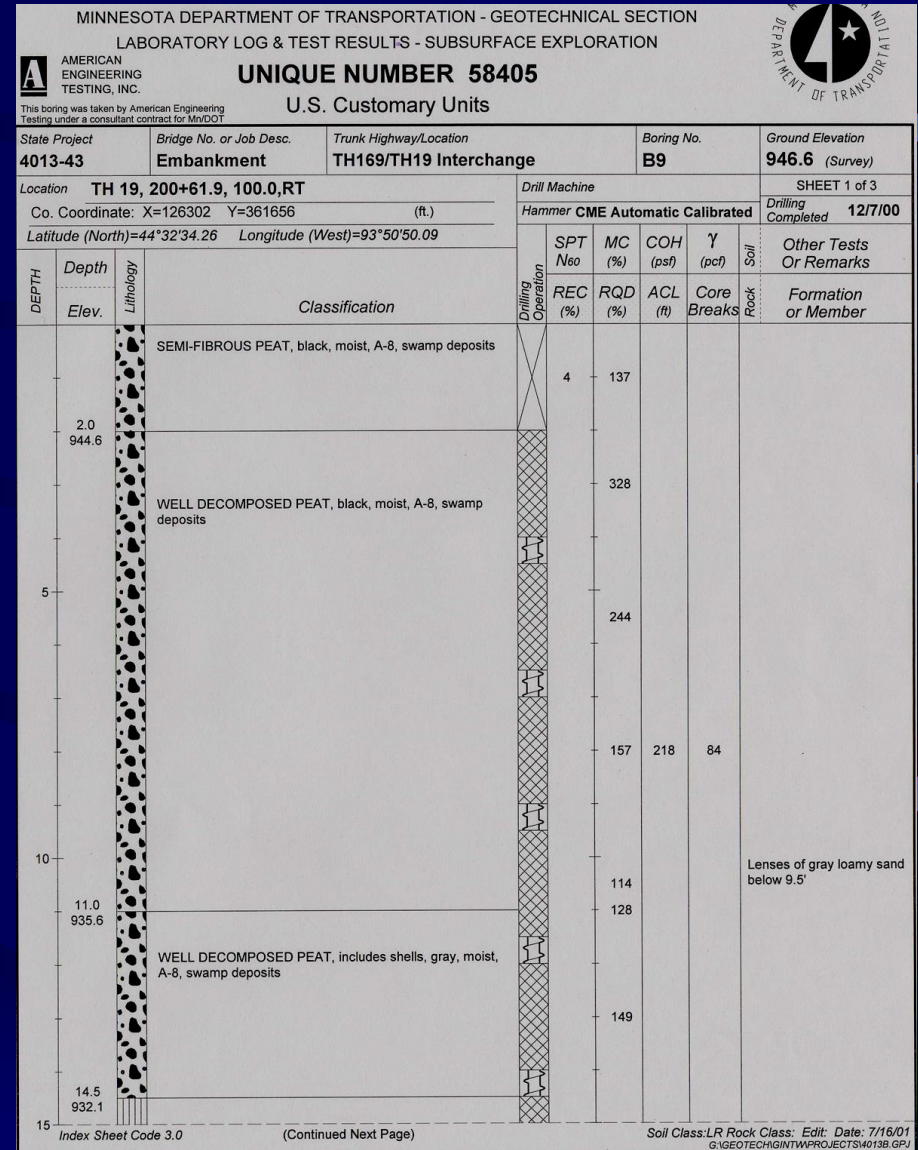 MINNESOTA DEPARTMENT OF TRANSPORTATION - GEOTECHNICAL SECTION
LABORATORY LOG & TEST RESULTS - SUBSURFACE EXPLORATION
A
AMERICAN
ENGINEERING
TESTING, INC.
UNIQUE NUMBER 58405
U.S. Customary Units
This boring was taken by American Engineering
Testing under a consultant contract for Mn/DOT
DEPARTMENT OF TRANSPORTATION
State Project
4013-43
Bridge No. or Job Desc.
Embankment
Trunk Highway/Location
TH169/TH19 Interchange
Boring No.
B9
Ground Elevation
946.6 (Survey)
Location TH 19, 200+61.9, 100.0,RT
Co. Coordinate: X=126302 Y=361656 (ft.)
Latitude (North)=44°32'34.26 Longitude (West)=93°50'50.09
Drill Machine
SHEET 1 of 3
Hammer CME Automatic Calibrated
Drilling
Completed 12/7/00
DEPTH
Depth
Elev.
Lithology
Classification
Drilling
Operation
SPT
N60
MC
(%)
COH
(psf)
γ
(pcf)
Soil
Other Tests
Or Remarks
REC
(%)
RQD
(%)
ACL
(ft)
Core
Breaks
Rock
Formation
or Member
SEMI-FIBROUS PEAT, black, moist, A-8, swamp deposits
4 137
2.0
944.6
328
WELL DECOMPOSED PEAT, black, moist, A-8, swamp
deposits
5
244
157 218 84
10
Lenses of gray loamy sand
below 9.5'
114
11.0
935.6
128
WELL DECOMPOSED PEAT, includes shells, gray, moist,
A-8, swamp deposits
149
14.5
932.1
15
Index Sheet Code 3.0 (Continued Next Page) Soil Class:LR Rock Class: Edit: Date: 7/16/01
G:\GEOTECH\GINTW\PROJECTS\4013B.GPJ